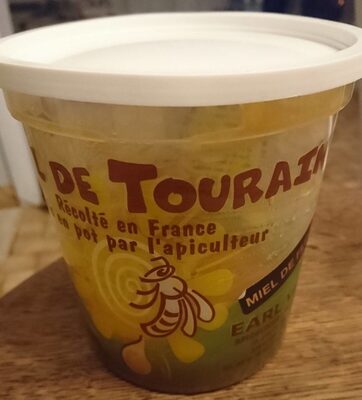 L DE TOURAIN
Récolté en France
en pot par l'apiculteur
MIEL DE
EARL